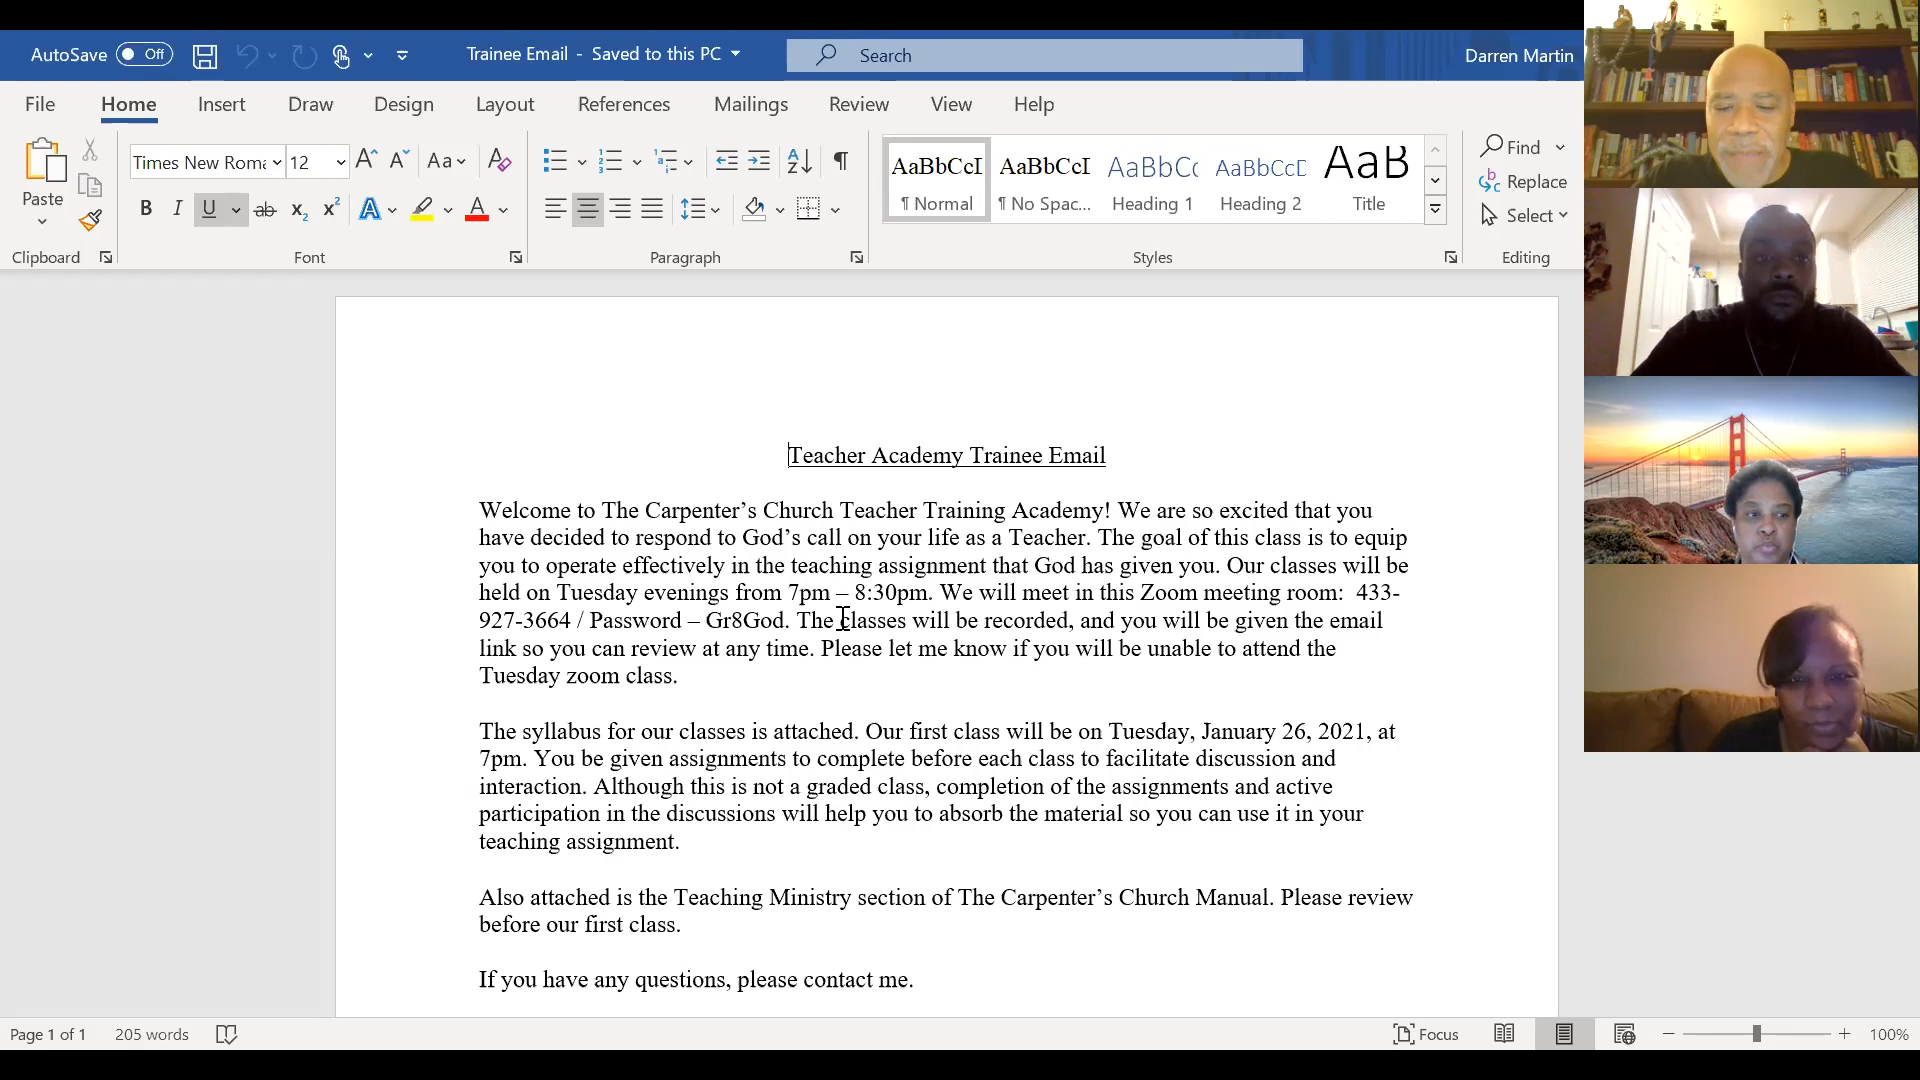 AutoSave Off Trainee Email - Saved to this PC Search Darren Martin
File Home Insert Draw Design Layout References Mailings Review View Help
Paste
Clipboard
Times New Roma 12
Aa
B I U ab x₂ x² A A
Font
Paragraph
AaBbCcI AaBbCcI AaBbCc AaBbCcD AaB
¶ Normal ¶ No Spac... Heading 1 Heading 2 Title
Styles
Find
Replace
Select
Editing
Teacher Academy Trainee Email
Welcome to The Carpenter’s Church Teacher Training Academy! We are so excited that you
have decided to respond to God’s call on your life as a Teacher. The goal of this class is to equip
you to operate effectively in the teaching assignment that God has given you. Our classes will be
held on Tuesday evenings from 7pm – 8:30pm. We will meet in this Zoom meeting room:  433-
927-3664 / Password – Gr8God. The classes will be recorded, and you will be given the email
link so you can review at any time. Please let me know if you will be unable to attend the
Tuesday zoom class.
The syllabus for our classes is attached. Our first class will be on Tuesday, January 26, 2021, at
7pm. You be given assignments to complete before each class to facilitate discussion and
interaction. Although this is not a graded class, completion of the assignments and active
participation in the discussions will help you to absorb the material so you can use it in your
teaching assignment.
Also attached is the Teaching Ministry section of The Carpenter’s Church Manual. Please review
before our first class.
If you have any questions, please contact me.
Page 1 of 1 205 words Focus 100%